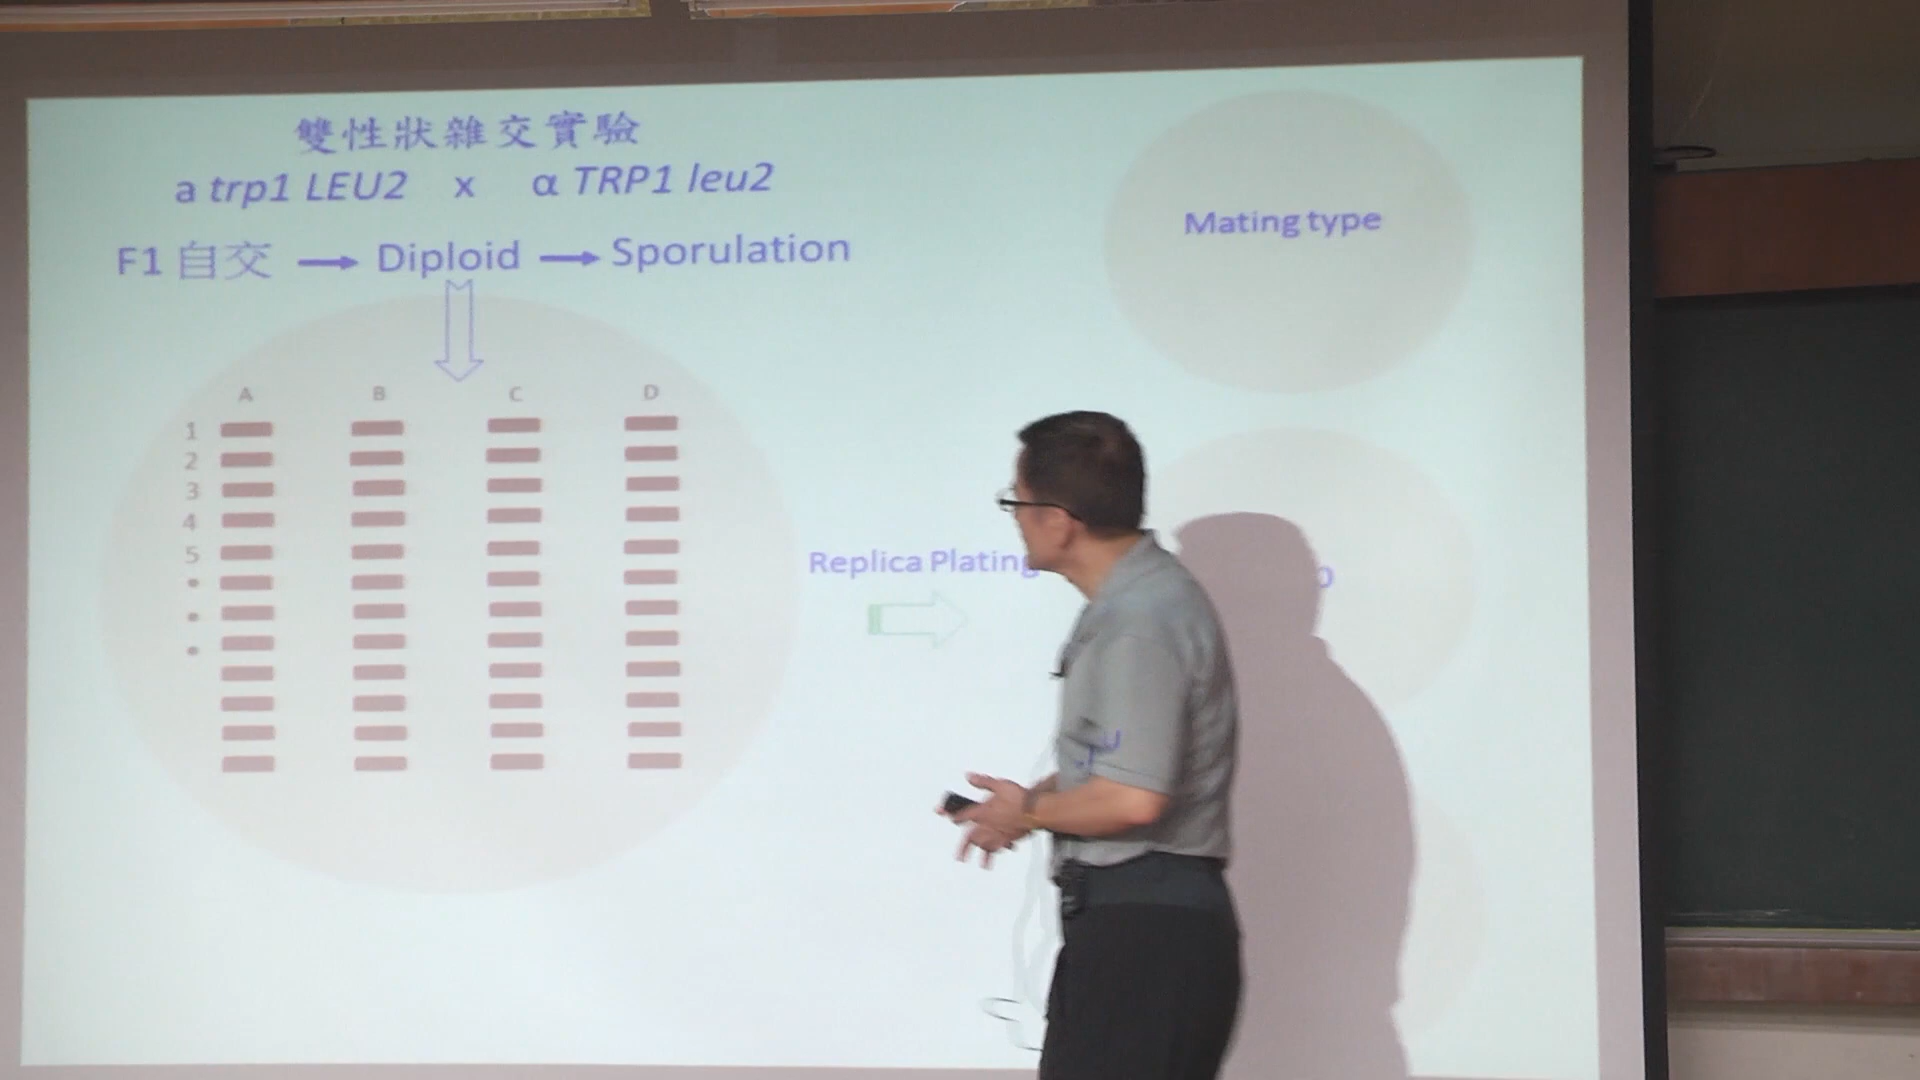 雙性狀雜交實驗
a trp1 LEU2 x α TRP1 leu2
F1 自交 → Diploid → Sporulation
A B C D
1
2
3
4
5
Replica Plating
Mating type